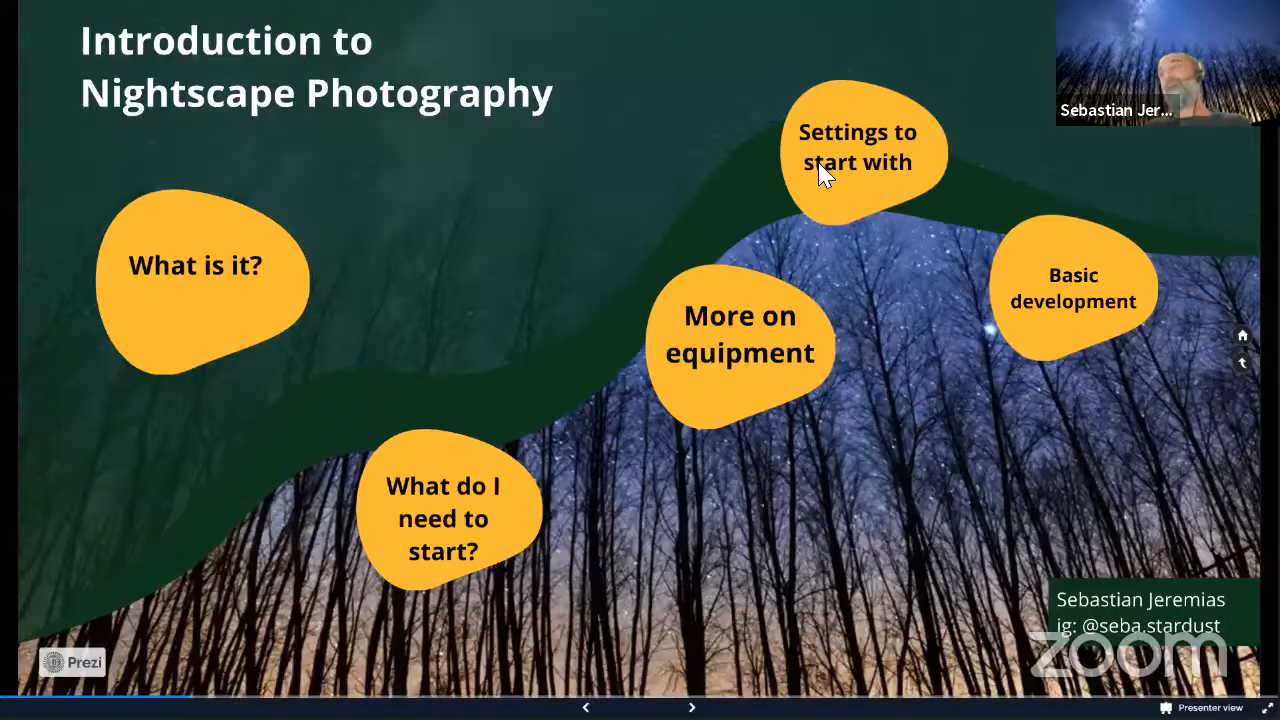 Introduction to
Nightscape Photography
Sebastian Jer...
Settings to
start with
What is it?
Basic
development
More on
equipment
What do I
need to
start?
Sebastian Jeremias
ig: @seba.stardust
zoom
Prezi
Presenter view